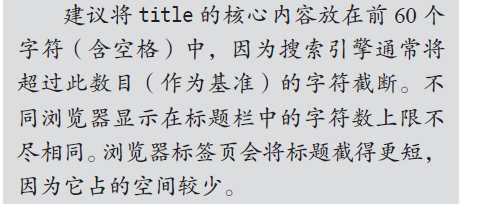 建议将 title 的核心内容放在前 60 个
字符（含空格）中，因为搜索引擎通常将
超过此数目（作为基准）的字符截断。不
同浏览器显示在标题栏中的字符数上限不
尽相同。浏览器标签页会将标题截得更短，
因为它占的空间较少。